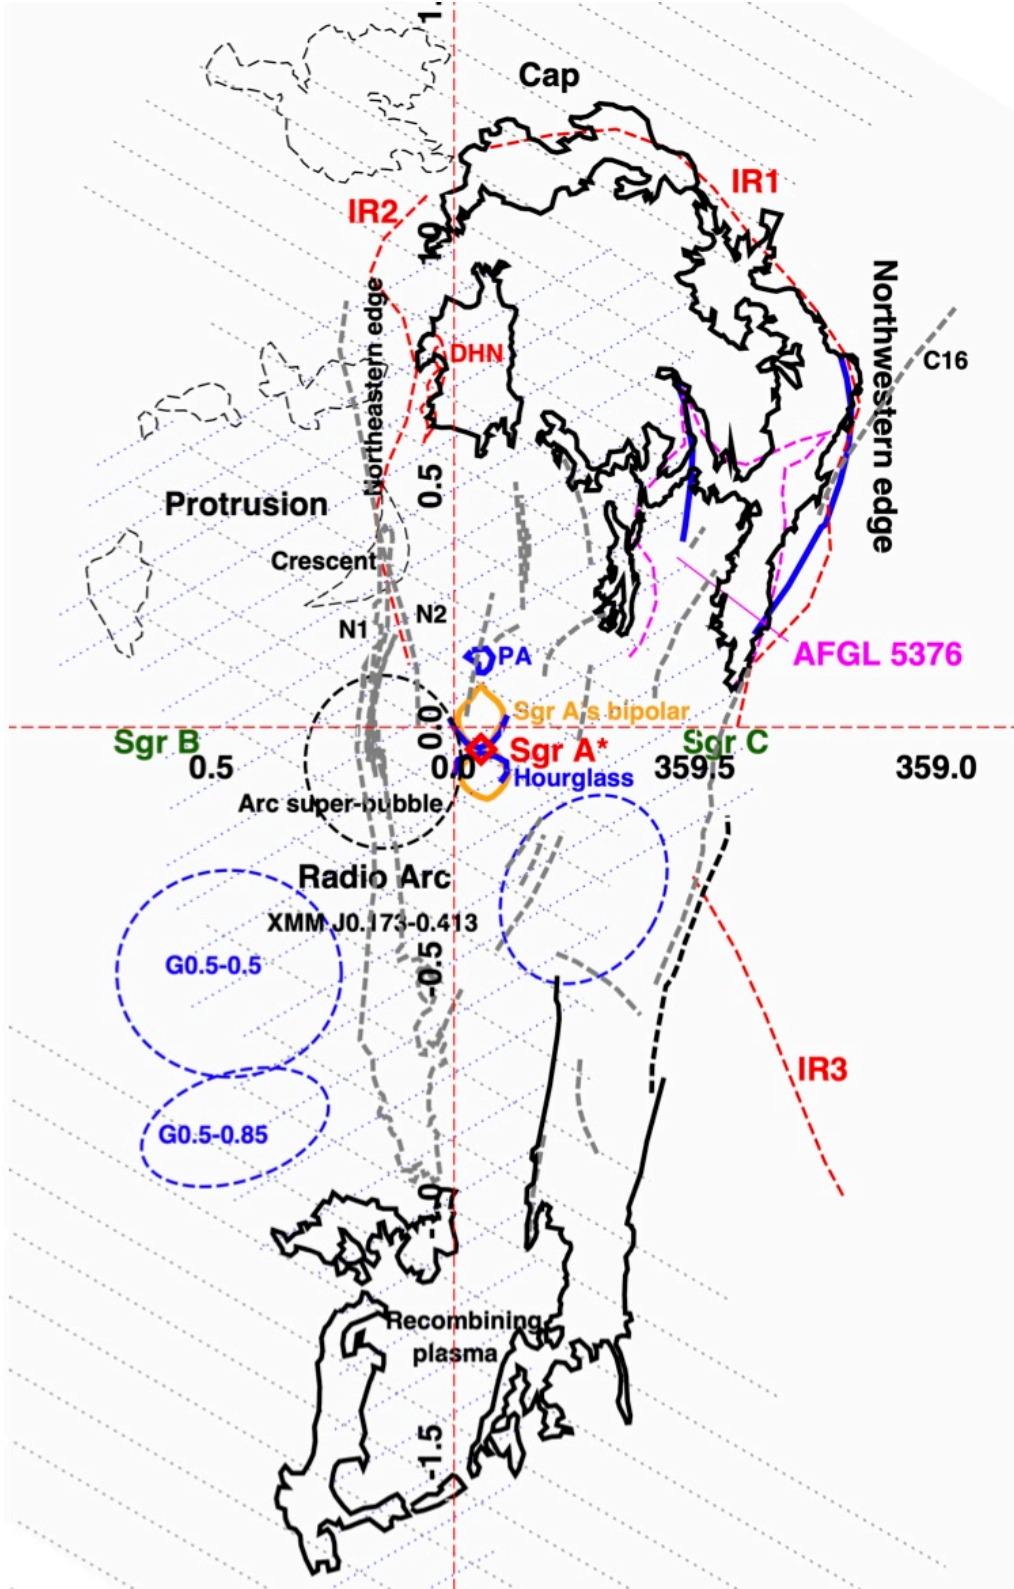 1.
Cap
IR1
IR2
1.0
Northeastern edge
Northwestern edge
DHN
C16
0.5
Protrusion
Crescent
N2
N1
PA
AFGL 5376
Sgr A's bipolar
0.0
Sgr B
Sgr A*
Sgr C
0.5
0.0
359.5
359.0
Hourglass
Arc super-bubble
Radio Arc
XMM J0.173-0.413
G0.5-0.5
-0.5
IR3
G0.5-0.85
-1.0
Recombining
plasma
-1.5